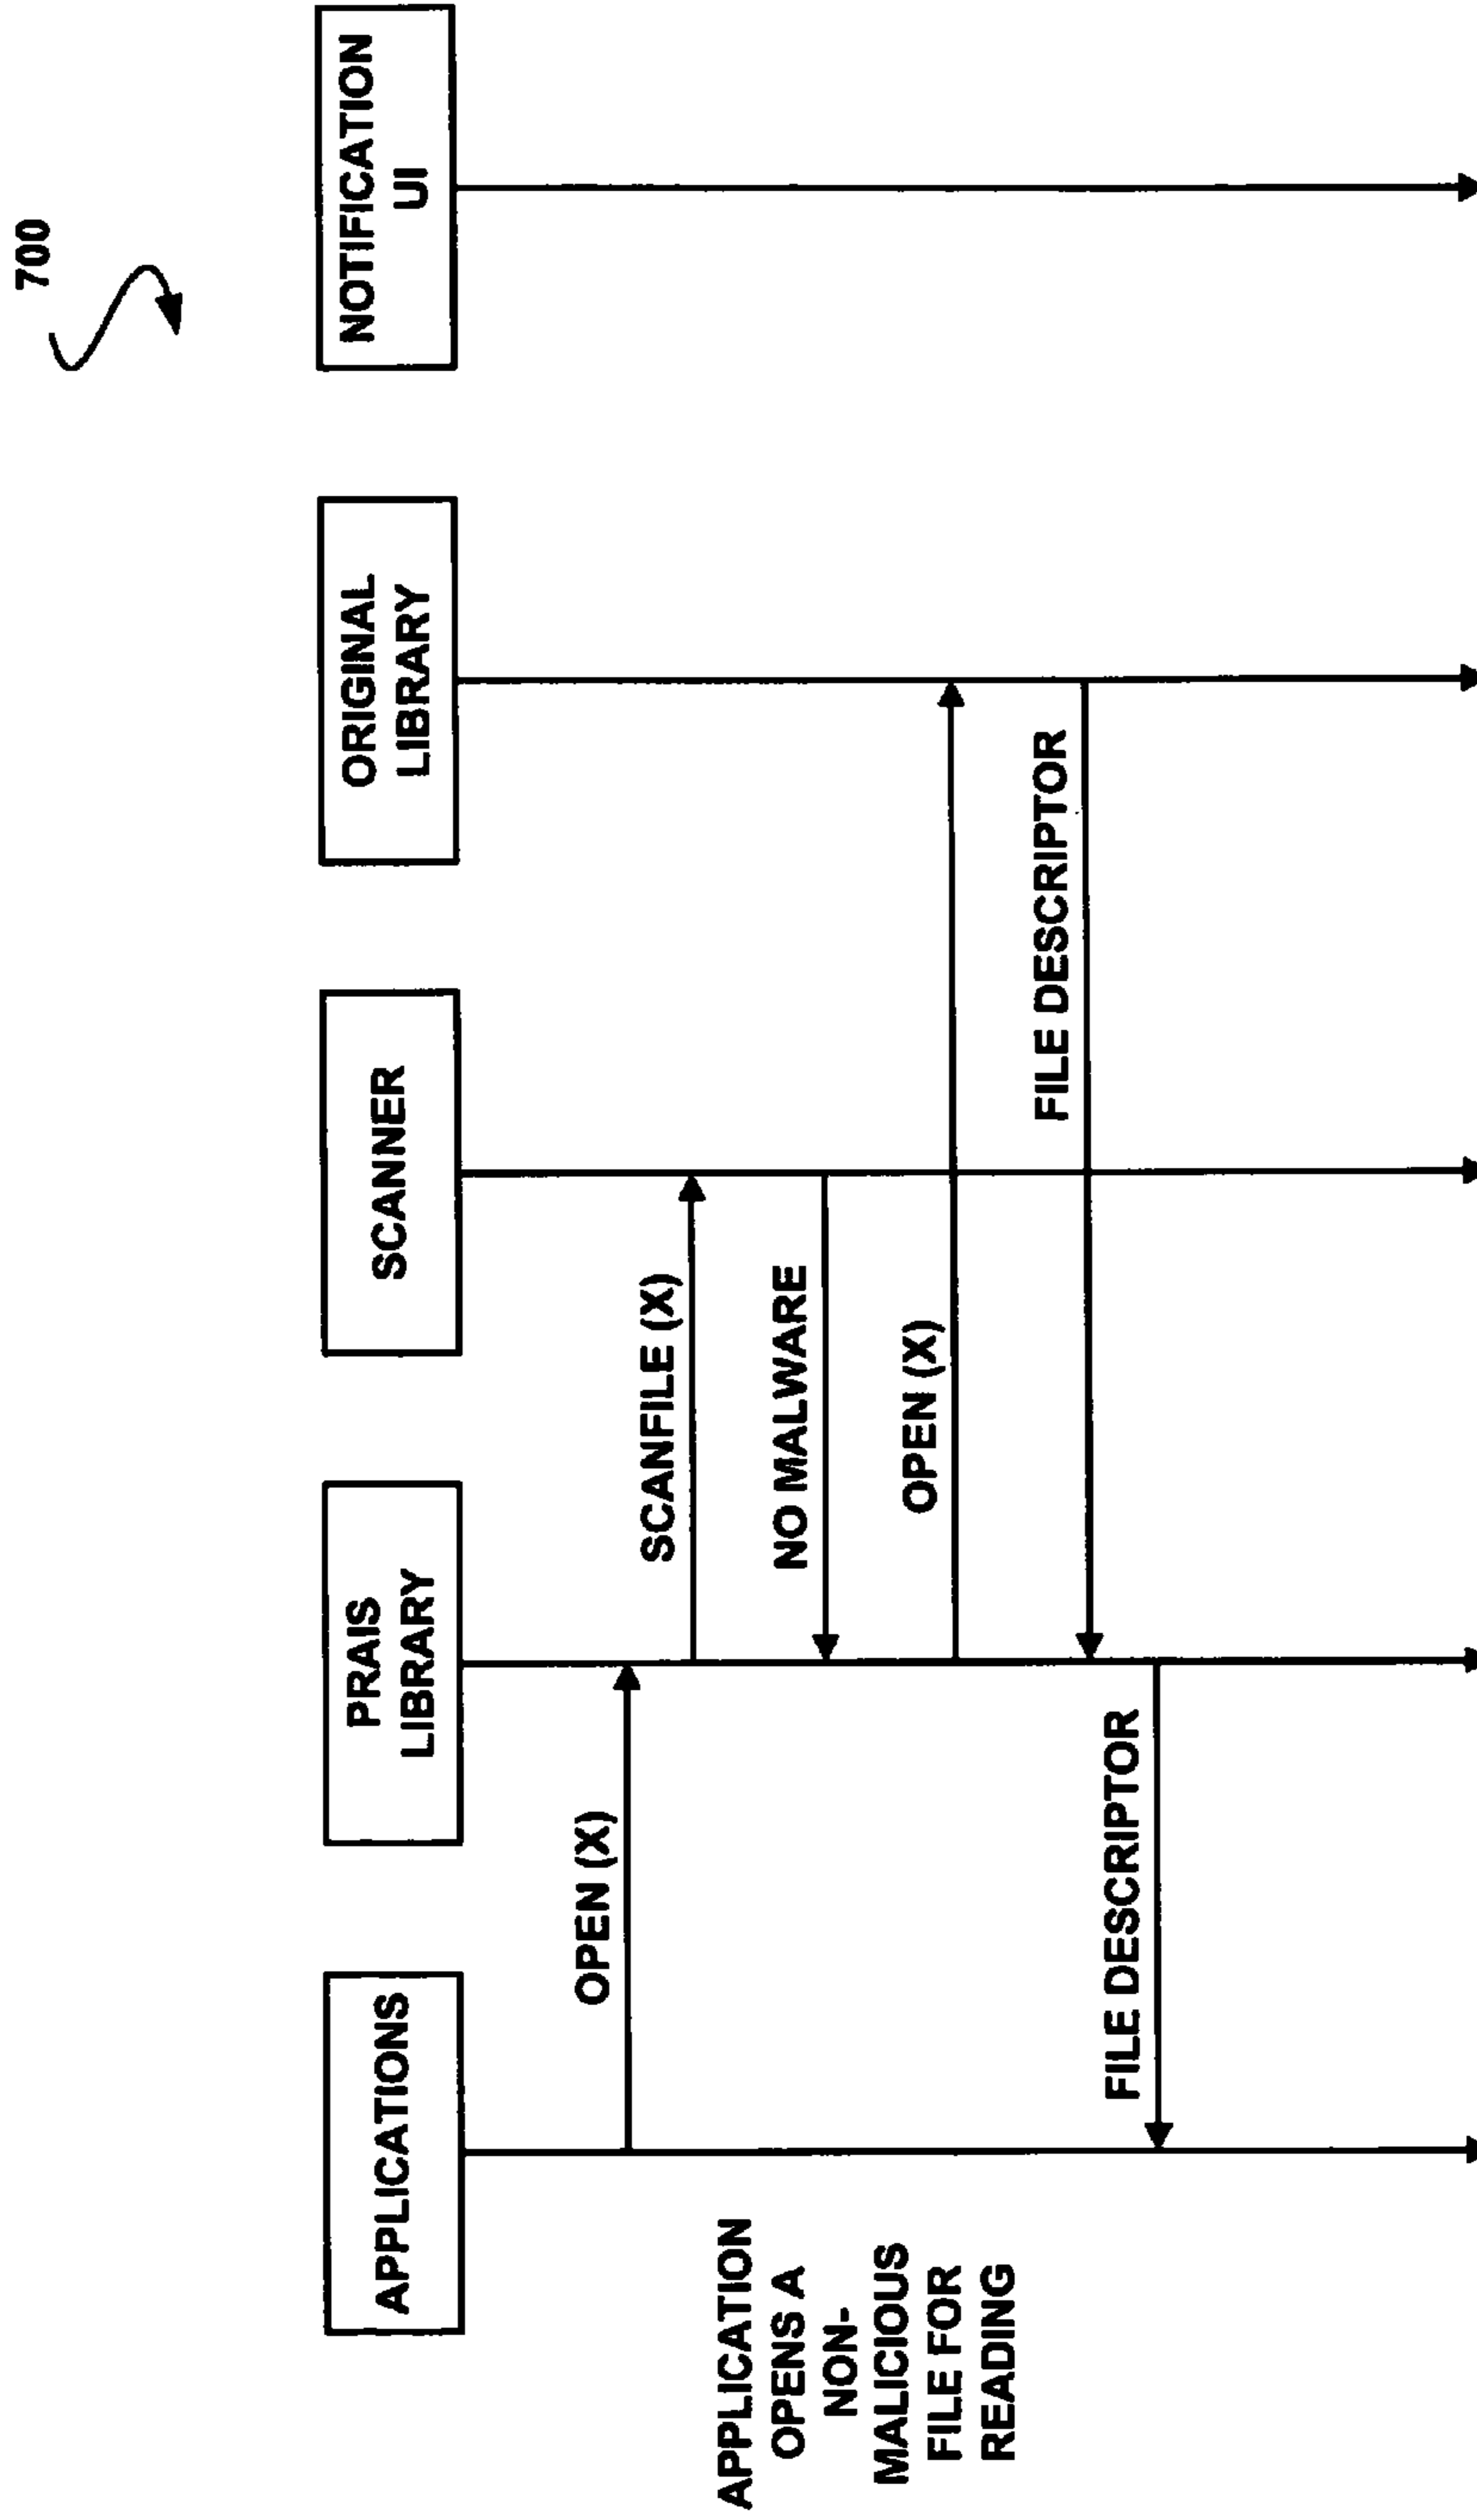 700
APPLICATIONS
PRAIS
LIBRARY
SCANNER
ORIGINAL
LIBRARY
NOTIFICATION
UI
OPEN (X)
SCANFILE (X)
APPLICATION
OPENS A
NON-
MALICIOUS
FILE FOR
READING
NO MALWARE
OPEN (X)
FILE DESCRIPTOR
FILE DESCRIPTOR